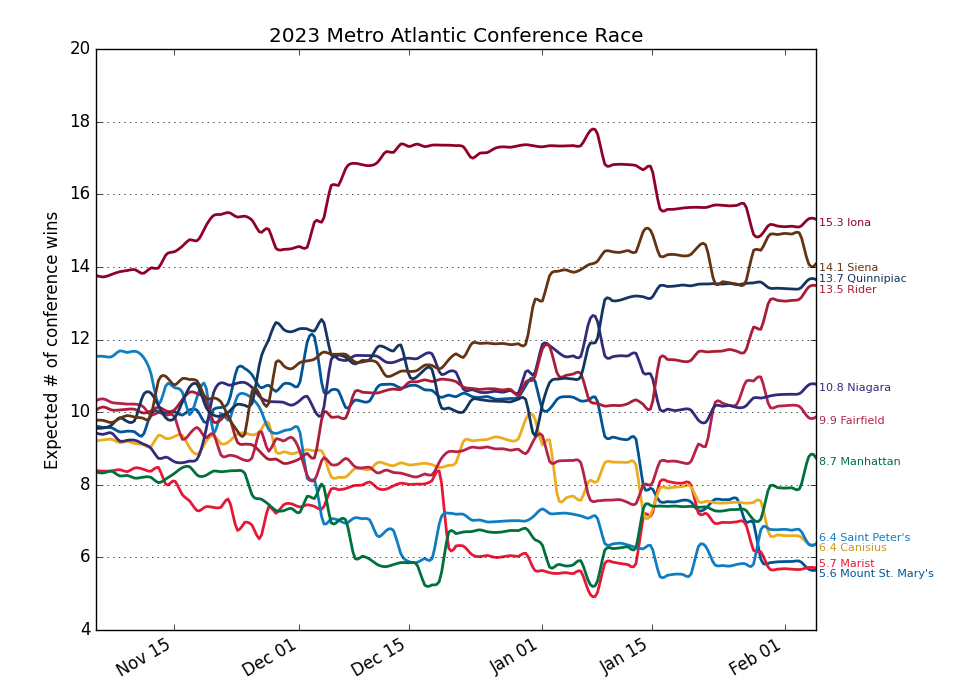 2023 Metro Atlantic Conference Race
Expected # of conference wins
20
18
16
14
12
10
8
6
4
15.3 Iona
14.1 Siena
13.7 Quinnipiac
13.5 Rider
10.8 Niagara
9.9 Fairfield
8.7 Manhattan
6.4 Saint Peter's
6.4 Canisius
5.7 Marist
5.6 Mount St. Mary's
Nov 15
Dec 01
Dec 15
Jan 01
Jan 15
Feb 01